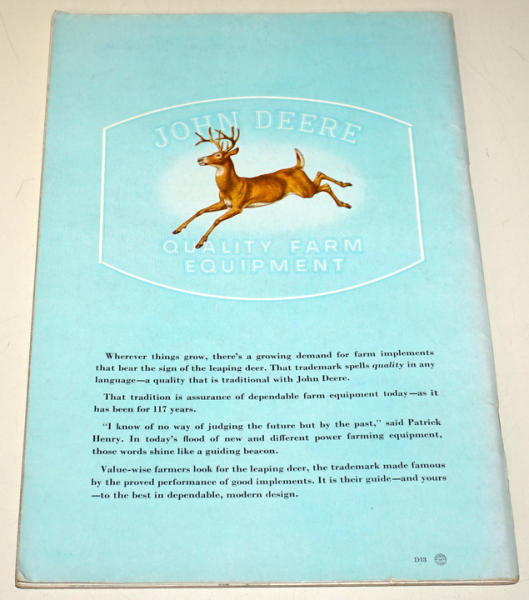 JOHN DEERE
QUALITY FARM
EQUIPMENT
Wherever things grow, there's a growing demand for farm implements
that bear the sign of the leaping deer. That trademark spells quality in any
language—a quality that is traditional with John Deere.
That tradition is assurance of dependable farm equipment today—as it
has been for 117 years.
"I know of no way of judging the future but by the past," said Patrick
Henry. In today's flood of new and different power farming equipment,
those words shine like a guiding beacon.
Value-wise farmers look for the leaping deer, the trademark made famous
by the proved performance of good implements. It is their guide—and yours
—to the best in dependable, modern design.
D13